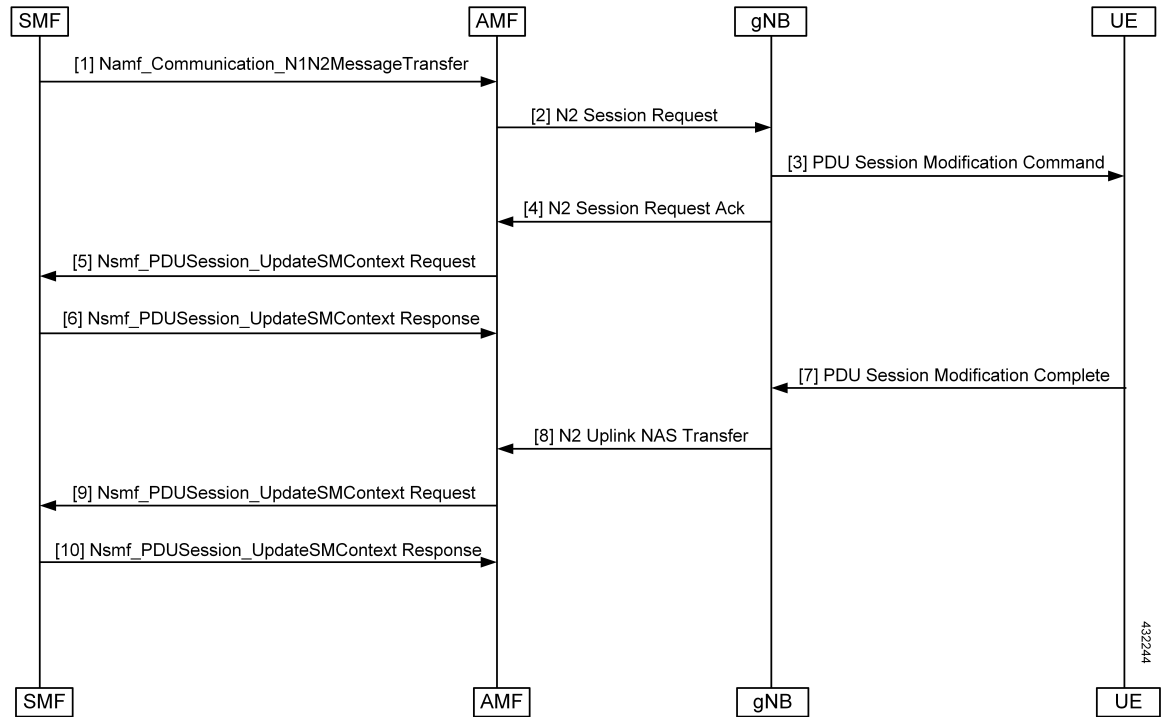 SMF
AMF
gNB
UE
[1] Namf_Communication_N1N2MessageTransfer
[2] N2 Session Request
[3] PDU Session Modification Command
[4] N2 Session Request Ack
[5] Nsmf_PDUSession_UpdateSMContext Request
[6] Nsmf_PDUSession_UpdateSMContext Response
[7] PDU Session Modification Complete
[8] N2 Uplink NAS Transfer
[9] Nsmf_PDUSession_UpdateSMContext Request
[10] Nsmf_PDUSession_UpdateSMContext Response
432244
SMF
AMF
gNB
UE